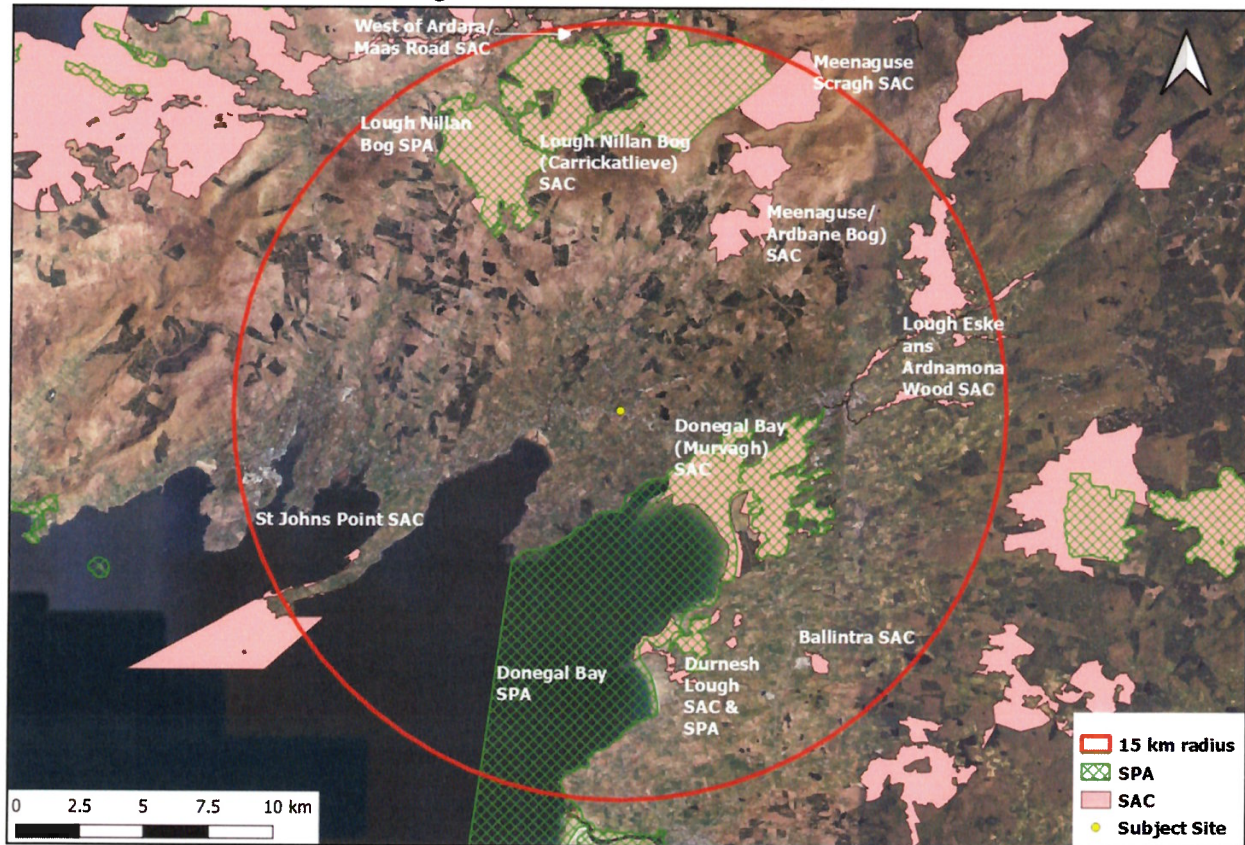 West of Ardara/
Maas Road SAC
Meenaguse
Scragh SAC
Lough Nillan
Bog SPA
Lough Nillan Bog
(Carrickatlieve)
SAC
Meenaguse/
Ardbane Bog)
SAC
Lough Eske
ans
Ardnamona
Wood SAC
Donegal Bay
(Murvagh)
SAC
St Johns Point SAC
Ballintra SAC
Donegal Bay
SPA
Durnesh
Lough
SAC &
SPA
15 km radius
SPA
SAC
Subject Site
0 2.5 5 7.5 10 km